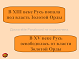 В XIII веке Русь попала
под власть Золотой Орды
В XV веке Русь
освободилась от власти
Золотой Орды